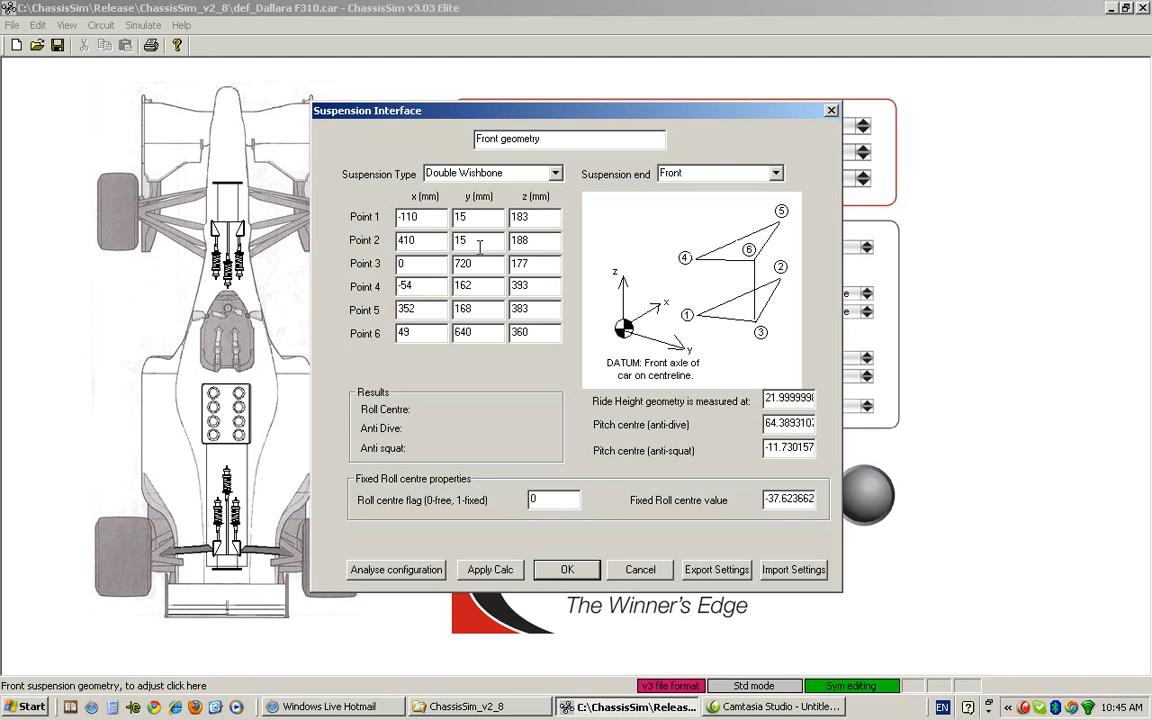 C:\ChassisSim\Release\ChassisSim_v2_8\def_Dallara F310.car - ChassisSim v3.03 Elite
File Edit View Circuit Simulate Help
Suspension Interface
Front geometry
Suspension Type Double Wishbone Suspension end Front
x (mm) y (mm) z (mm)
Point 1 -110 15 183
Point 2 410 15 188
Point 3 0 720 177
Point 4 -54 162 393
Point 5 352 168 383
Point 6 49 640 360
5
6
4
2
z
x
1
y
3
DATUM: Front axle of
car on centreline.
Results
Roll Centre:
Anti Dive:
Anti squat:
Ride Height geometry is measured at: 21.9999998
Pitch centre (anti-dive) 64.3893107
Pitch centre (anti-squat) -11.730157
Fixed Roll centre properties
Roll centre flag (0-free, 1-fixed) 0 Fixed Roll centre value -37.623662
Analyse configuration Apply Calc OK Cancel Export Settings Import Settings
The Winner's Edge
Front suspension geometry, to adjust click here v3 file format Std mode Sym editing
Start Windows Live Hotmail ChassisSim_v2_8 C:\ChassisSim\Releas... Camtasia Studio - Untitle... EN 10:45 AM